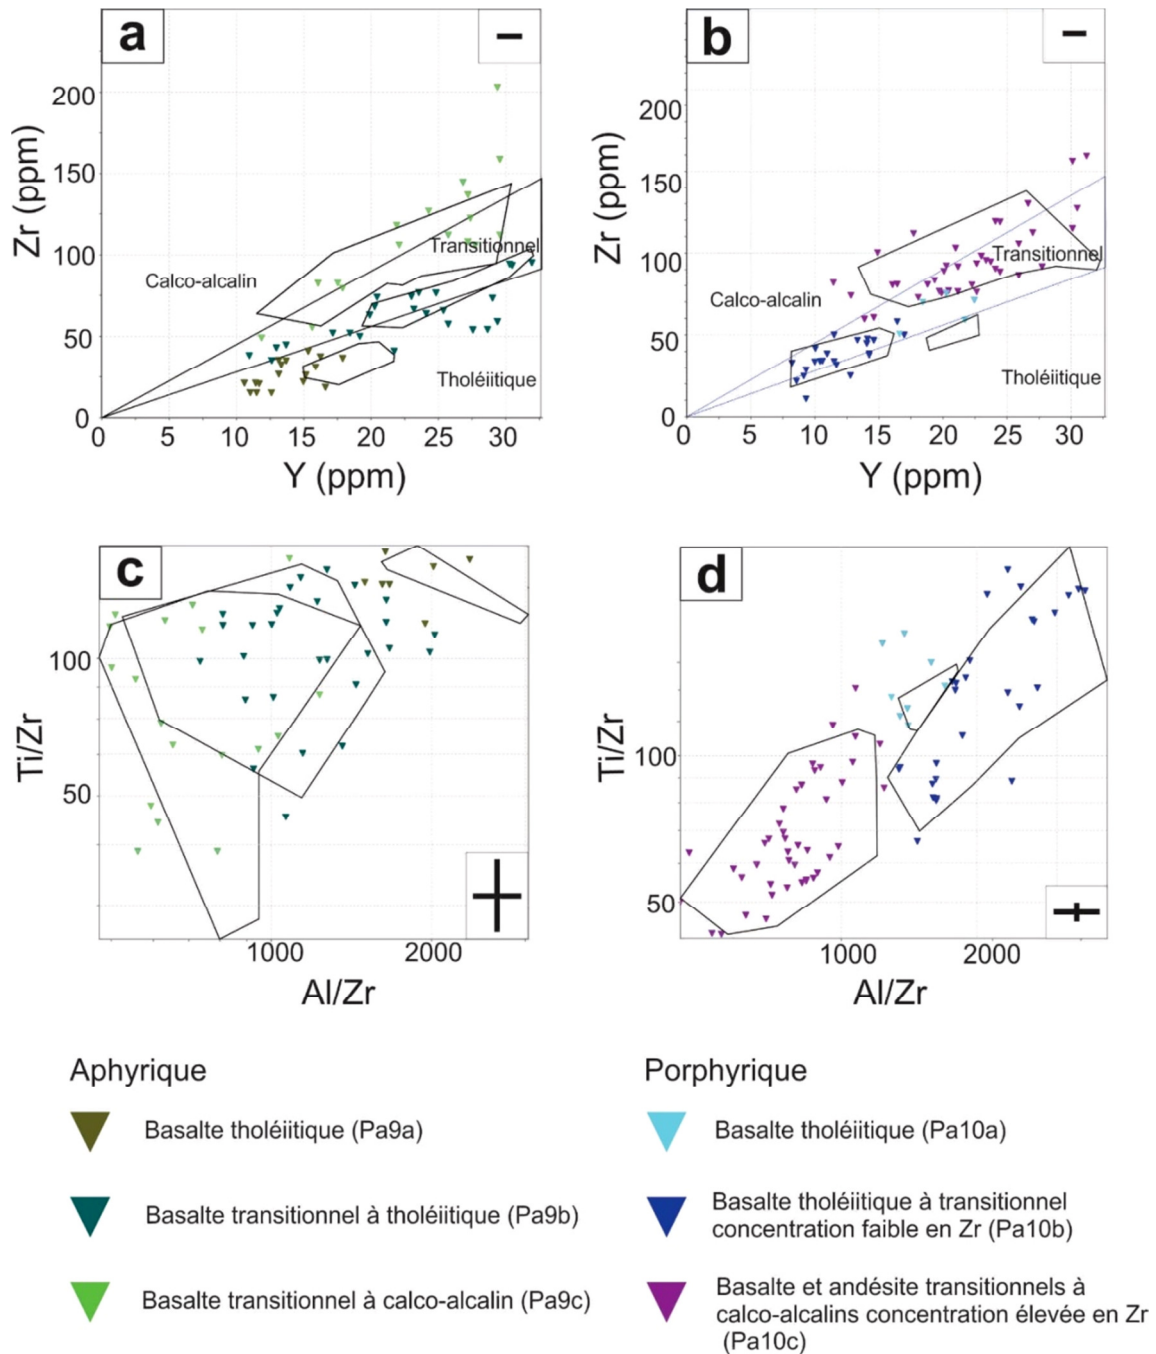 a
Zr (ppm)
200
150
100
50
0
Calco-alcalin
Transitionnel
Tholéiitique
0 5 10 15 20 25 30
Y (ppm)
b
Zr (ppm)
200
150
100
50
0
Calco-alcalin
Transitionnel
Tholéiitique
0 5 10 15 20 25 30
Y (ppm)
c
Ti/Zr
100
50
1000 2000
Al/Zr
d
Ti/Zr
100
50
1000 2000
Al/Zr
Aphyrique
Basalte tholéiitique (Pa9a)
Basalte transitionnel à tholéiitique (Pa9b)
Basalte transitionnel à calco-alcalin (Pa9c)
Porphyrique
Basalte tholéiitique (Pa10a)
Basalte tholéiitique à transitionnel
concentration faible en Zr (Pa10b)
Basalte et andésite transitionnels à
calco-alcalins concentration élevée en Zr
(Pa10c)